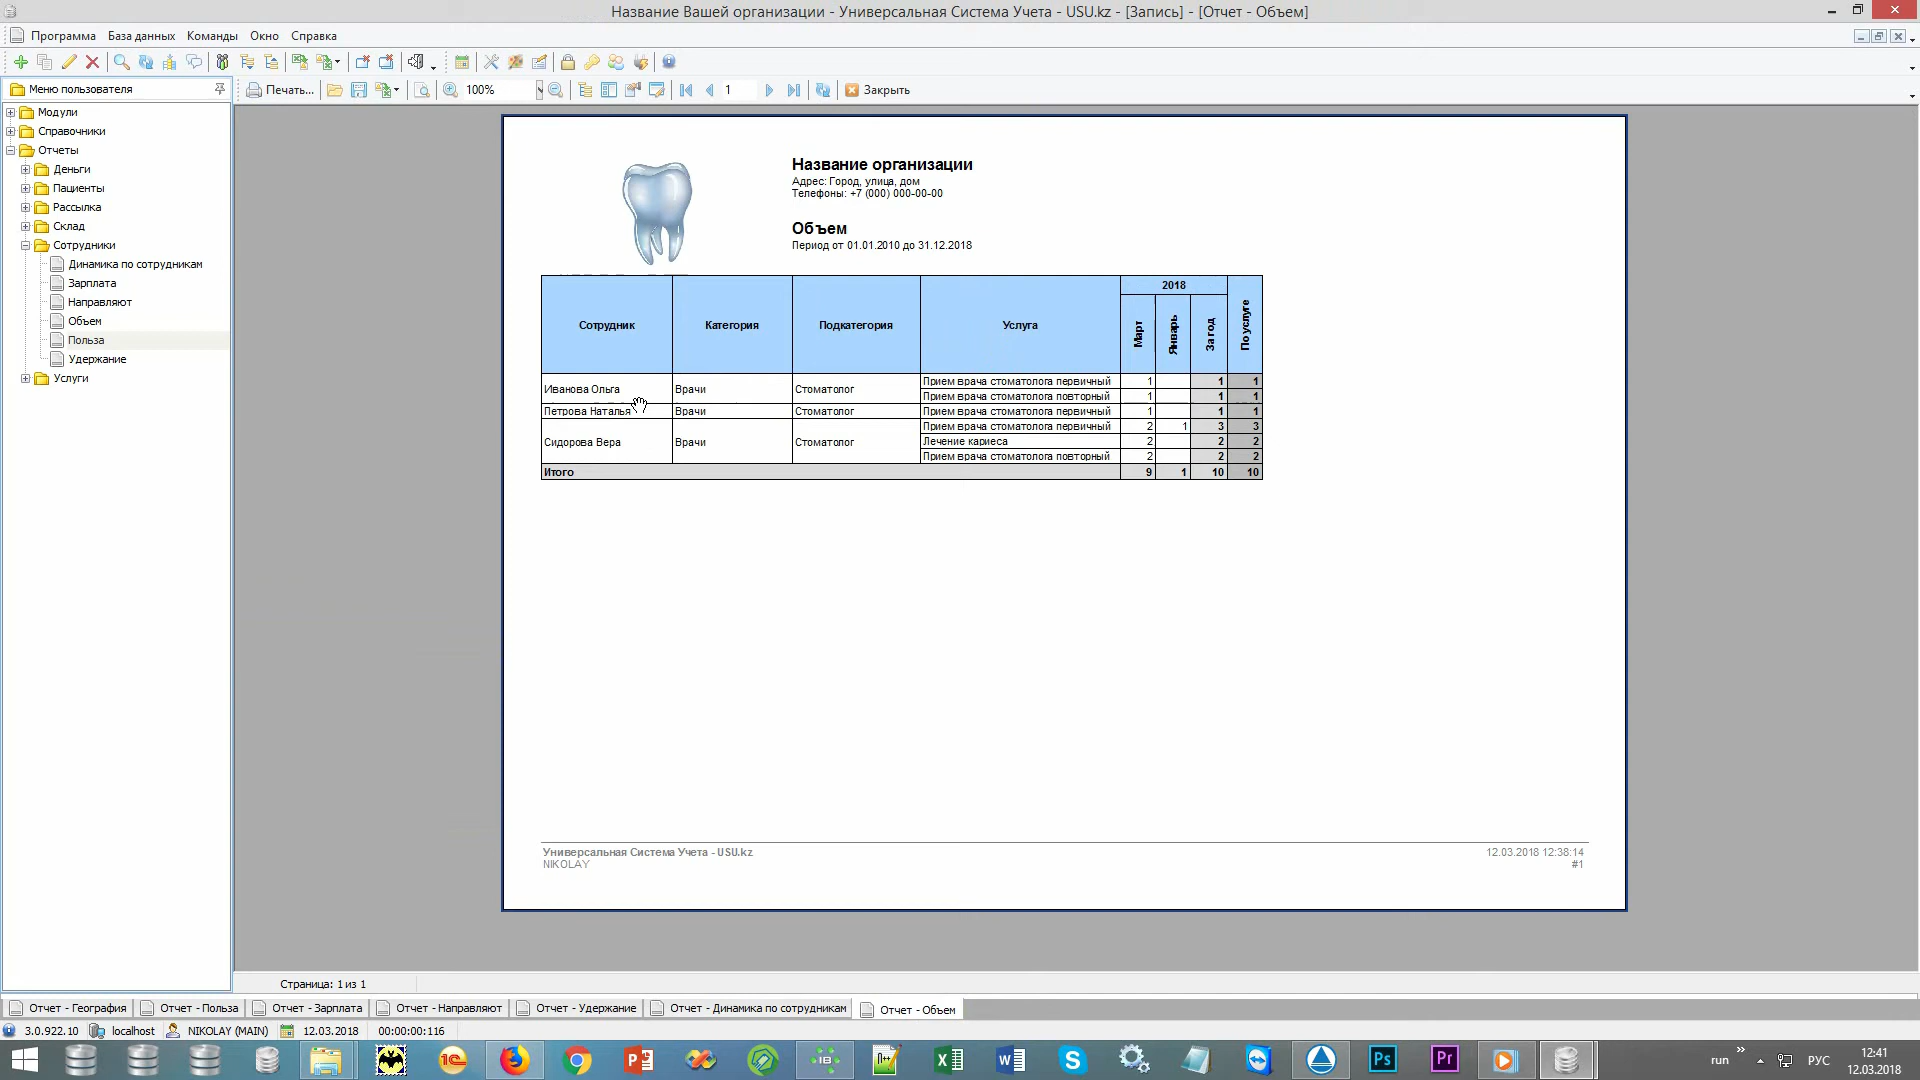 Название Вашей организации - Универсальная Система Учета - USU.kz - [Запись] - [Отчет - Объем]
Программа База данных Команды Окно Справка
Меню пользователя
Печать... 100% 1 Закрыть
Модули
Справочники
Отчеты
Деньги
Пациенты
Рассылка
Склад
Сотрудники
Динамика по сотрудникам
Зарплата
Направляют
Объем
Польза
Удержание
Услуги
Название организации
Адрес: Город, улица, дом
Телефоны: +7 (000) 000-00-00
Объем
Период от 01.01.2010 до 31.12.2018
Сотрудник Категория Подкатегория Услуга 2018 Март Январь За год По услуге
Иванова Ольга Врачи Стоматолог Прием врача стоматолога первичный 1 1 1
Прием врача стоматолога повторный 1 1 1
Петрова Наталья Врачи Стоматолог Прием врача стоматолога первичный 1 1 1
Сидорова Вера Врачи Стоматолог Прием врача стоматолога первичный 2 1 3 3
Лечение кариеса 2 2 2
Прием врача стоматолога повторный 2 2 2
Итого 9 1 10 10
Универсальная Система Учета - USU.kz 12.03.2018 12:38:14
NIKOLAY #1
Страница: 1 из 1
Отчет - География Отчет - Польза Отчет - Зарплата Отчет - Направляют Отчет - Удержание Отчет - Динамика по сотрудникам Отчет - Объем
3.0.922.10 localhost NIKOLAY (MAIN) 12.03.2018 00:00:00:116
run » РУС 12:41
12.03.2018